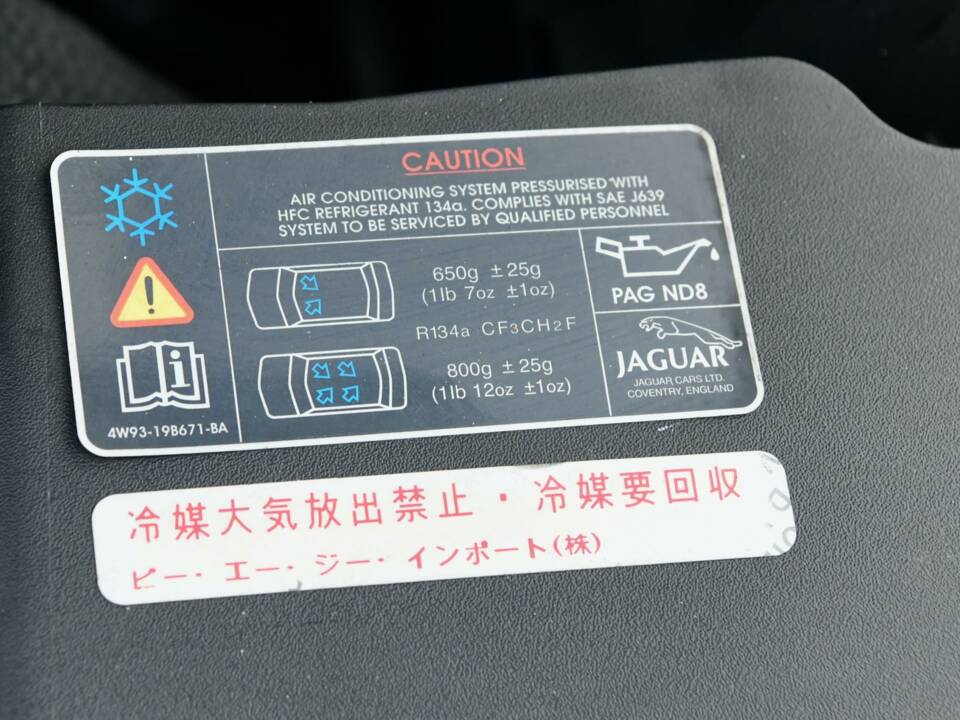 CAUTION
AIR CONDITIONING SYSTEM PRESSURISED WITH
HFC REFRIGERANT 134a. COMPLIES WITH SAE J639
SYSTEM TO BE SERVICED BY QUALIFIED PERSONNEL
650g ±25g
(1lb 7oz ±1oz)
R134a CF3CH2F
800g ±25g
(1lb 12oz ±1oz)
PAG ND8
JAGUAR
JAGUAR CARS LTD.
COVENTRY, ENGLAND
4W93-19B671-BA
冷媒大気放出禁止・冷媒要回収
ピー・エー・ジー・インポート(株)